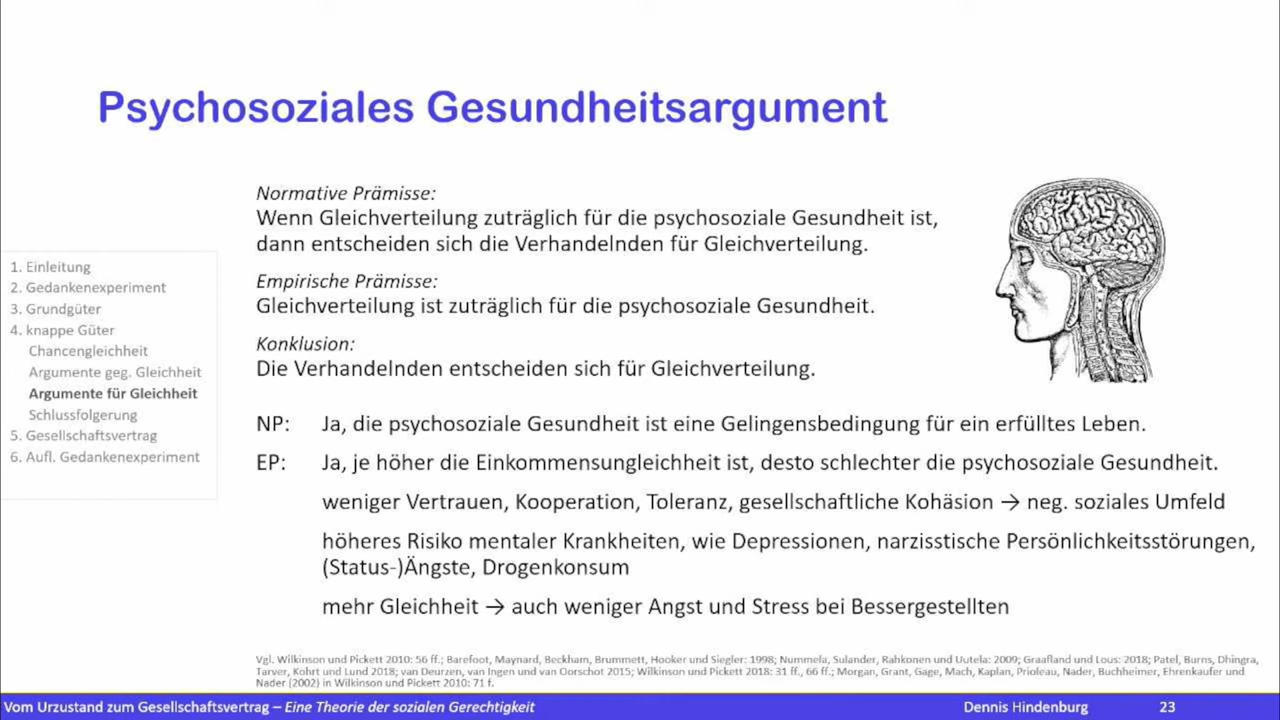 Psychosoziales Gesundheitsargument
Normative Prämisse:
Wenn Gleichverteilung zuträglich für die psychosoziale Gesundheit ist,
dann entscheiden sich die Verhandelnden für Gleichverteilung.
Empirische Prämisse:
Gleichverteilung ist zuträglich für die psychosoziale Gesundheit.
Konklusion:
Die Verhandelnden entscheiden sich für Gleichverteilung.
1. Einleitung
2. Gedankenexperiment
3. Grundgüter
4. knappe Güter
Chancengleichheit
Argumente geg. Gleichheit
Argumente für Gleichheit
Schlussfolgerung
5. Gesellschaftsvertrag
6. Aufl. Gedankenexperiment
NP: Ja, die psychosoziale Gesundheit ist eine Gelingensbedingung für ein erfülltes Leben.
EP: Ja, je höher die Einkommensungleichheit ist, desto schlechter die psychosoziale Gesundheit.
weniger Vertrauen, Kooperation, Toleranz, gesellschaftliche Kohäsion → neg. soziales Umfeld
höheres Risiko mentaler Krankheiten, wie Depressionen, narzisstische Persönlichkeitsstörungen,
(Status-)Ängste, Drogenkonsum
mehr Gleichheit → auch weniger Angst und Stress bei Bessergestellten
Vgl. Wilkinson und Pickett 2010: 56 ff.; Barefoot, Maynard, Beckham, Brummett, Hooker und Siegler: 1998; Nummela, Sulander, Rahkonen und Uutela: 2009; Graafland und Lous: 2018; Patel, Burns, Dhingra,
Tarver, Kohrt und Lund 2018; van Deurzen, van Ingen und van Oorschot 2015; Wilkinson und Pickett 2018: 31 ff., 66 ff.; Morgan, Grant, Gage, Mach, Kaplan, Prioleau, Nader, Buchheimer, Ehrenkaufer und
Nader (2002) in Wilkinson und Pickett 2010: 71 f.
Vom Urzustand zum Gesellschaftsvertrag – Eine Theorie der sozialen Gerechtigkeit
Dennis Hindenburg
23